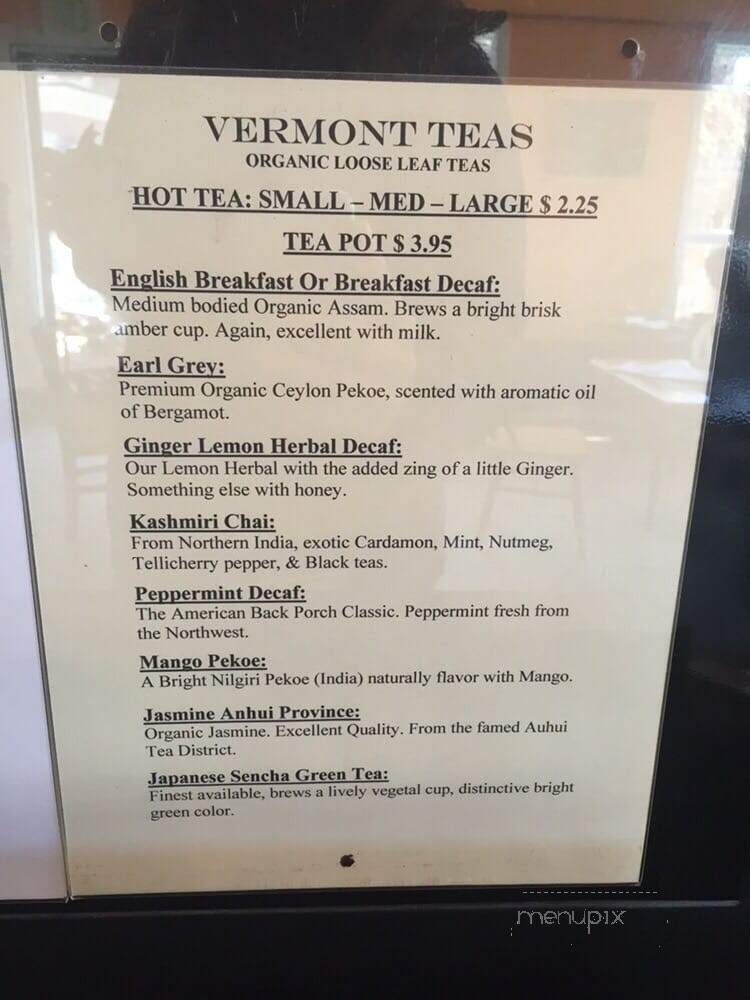 VERMONT TEAS
ORGANIC LOOSE LEAF TEAS
HOT TEA: SMALL – MED – LARGE $ 2.25
TEA POT $ 3.95
English Breakfast Or Breakfast Decaf:
Medium bodied Organic Assam. Brews a bright brisk
amber cup. Again, excellent with milk.
Earl Grey:
Premium Organic Ceylon Pekoe, scented with aromatic oil
of Bergamot.
Ginger Lemon Herbal Decaf:
Our Lemon Herbal with the added zing of a little Ginger.
Something else with honey.
Kashmiri Chai:
From Northern India, exotic Cardamon, Mint, Nutmeg,
Tellicherry pepper, & Black teas.
Peppermint Decaf:
The American Back Porch Classic. Peppermint fresh from
the Northwest.
Mango Pekoe:
A Bright Nilgiri Pekoe (India) naturally flavor with Mango.
Jasmine Anhui Province:
Organic Jasmine. Excellent Quality. From the famed Auhui
Tea District.
Japanese Sencha Green Tea:
Finest available, brews a lively vegetal cup, distinctive bright
green color.
menupix